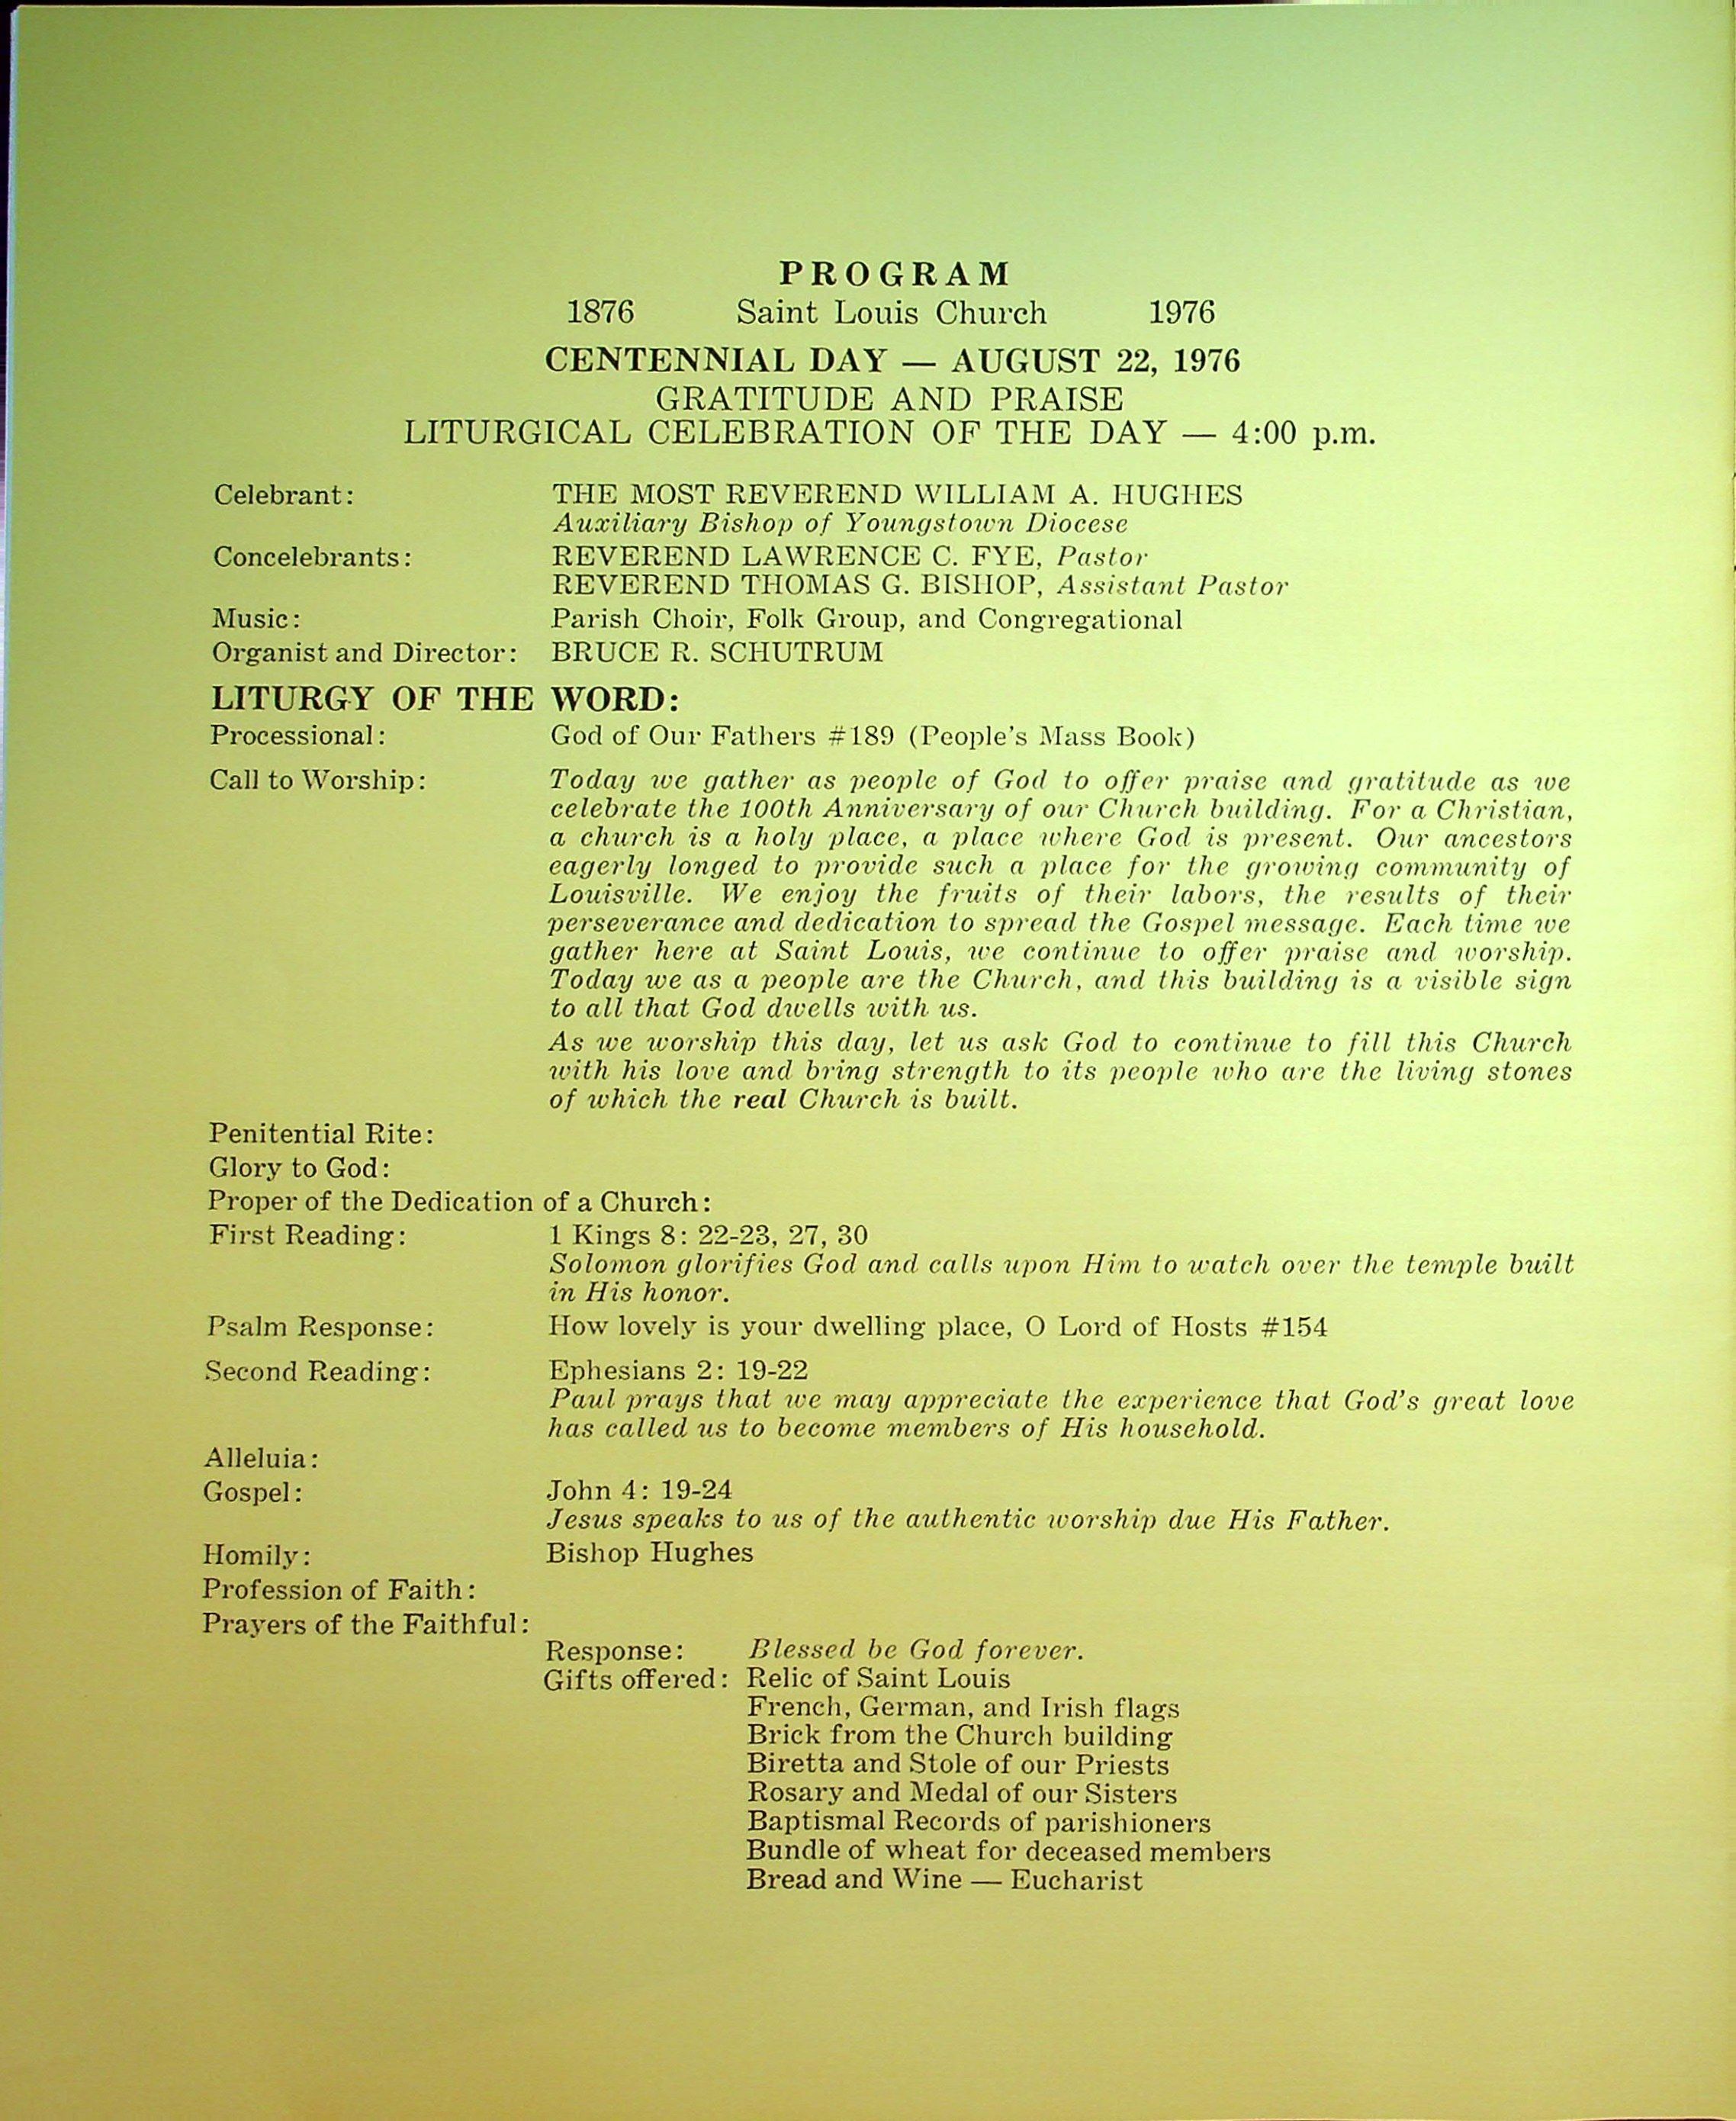 PROGRAM
1876 Saint Louis Church 1976
CENTENNIAL DAY — AUGUST 22, 1976
GRATITUDE AND PRAISE
LITURGICAL CELEBRATION OF THE DAY — 4:00 p.m.
Celebrant: THE MOST REVEREND WILLIAM A. HUGHES
Auxiliary Bishop of Youngstown Diocese
Concelebrants: REVEREND LAWRENCE C. FYE, Pastor
REVEREND THOMAS G. BISHOP, Assistant Pastor
Music: Parish Choir, Folk Group, and Congregational
Organist and Director: BRUCE R. SCHUTRUM
LITURGY OF THE WORD:
Processional: God of Our Fathers #189 (People's Mass Book)
Call to Worship: Today we gather as people of God to offer praise and gratitude as we
celebrate the 100th Anniversary of our Church building. For a Christian,
a church is a holy place, a place where God is present. Our ancestors
eagerly longed to provide such a place for the growing community of
Louisville. We enjoy the fruits of their labors, the results of their
perseverance and dedication to spread the Gospel message. Each time we
gather here at Saint Louis, we continue to offer praise and worship.
Today we as a people are the Church, and this building is a visible sign
to all that God dwells with us.
As we worship this day, let us ask God to continue to fill this Church
with his love and bring strength to its people who are the living stones
of which the real Church is built.
Penitential Rite:
Glory to God:
Proper of the Dedication of a Church:
First Reading: 1 Kings 8: 22-23, 27, 30
Solomon glorifies God and calls upon Him to watch over the temple built
in His honor.
Psalm Response: How lovely is your dwelling place, O Lord of Hosts #154
Second Reading: Ephesians 2: 19-22
Paul prays that we may appreciate the experience that God's great love
has called us to become members of His household.
Alleluia:
Gospel: John 4: 19-24
Jesus speaks to us of the authentic worship due His Father.
Homily: Bishop Hughes
Profession of Faith:
Prayers of the Faithful:
Response: Blessed be God forever.
Gifts offered: Relic of Saint Louis
French, German, and Irish flags
Brick from the Church building
Biretta and Stole of our Priests
Rosary and Medal of our Sisters
Baptismal Records of parishioners
Bundle of wheat for deceased members
Bread and Wine — Eucharist